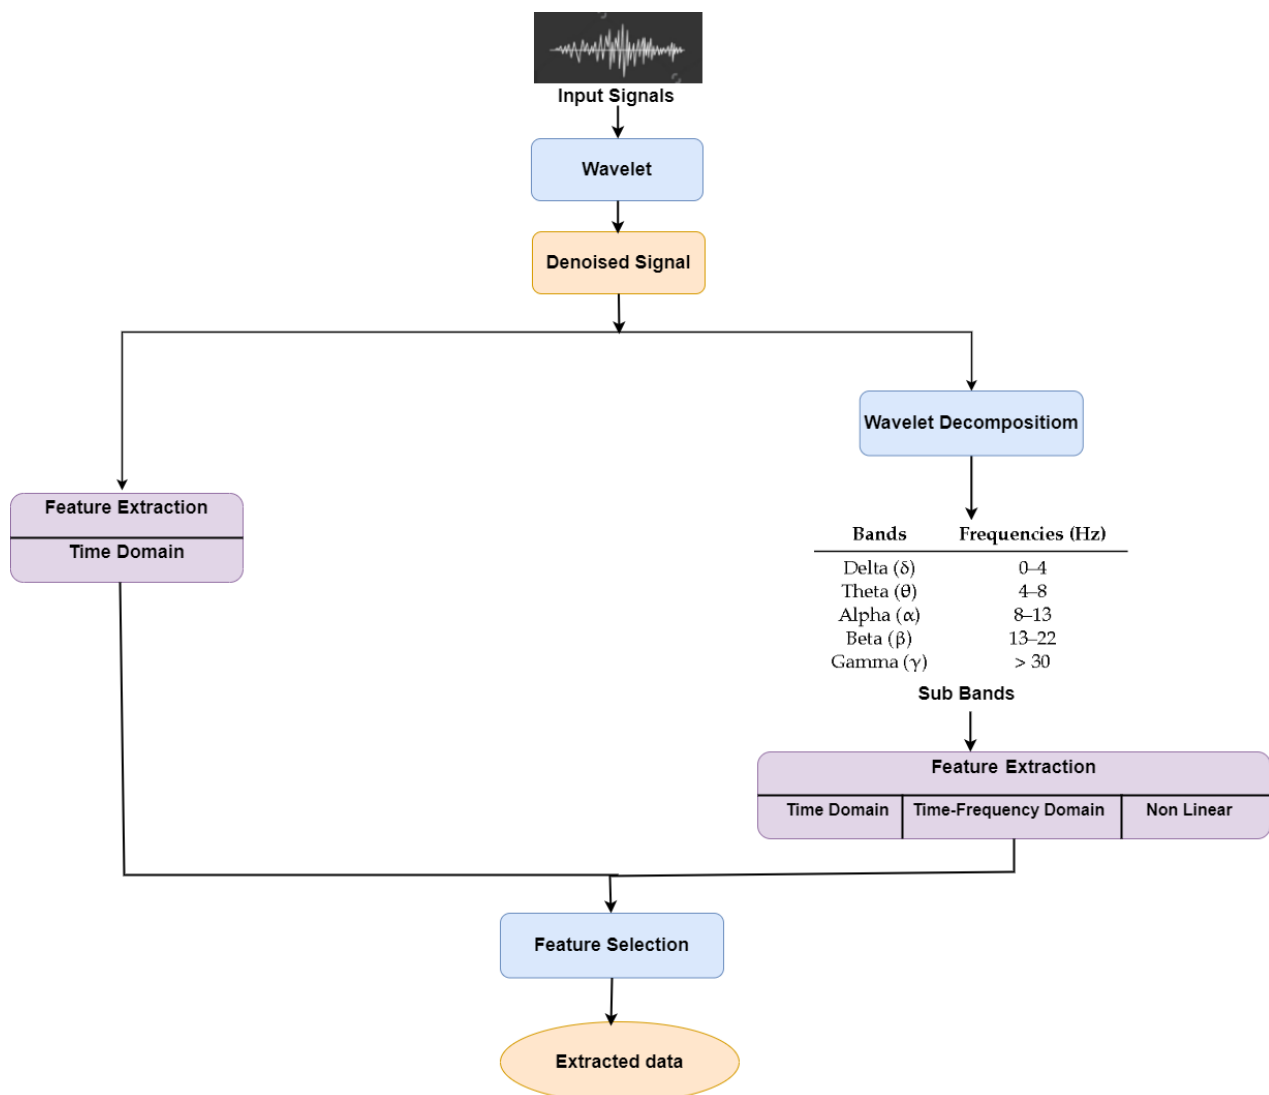 Input Signals
Wavelet
Denoised Signal
Wavelet Decompositiom
Feature Extraction
Time Domain
Bands Frequencies (Hz)
Delta (δ) 0–4
Theta (θ) 4–8
Alpha (α) 8–13
Beta (β) 13–22
Gamma (γ) > 30
Sub Bands
Feature Extraction
Time Domain Time-Frequency Domain Non Linear
Feature Selection
Extracted data